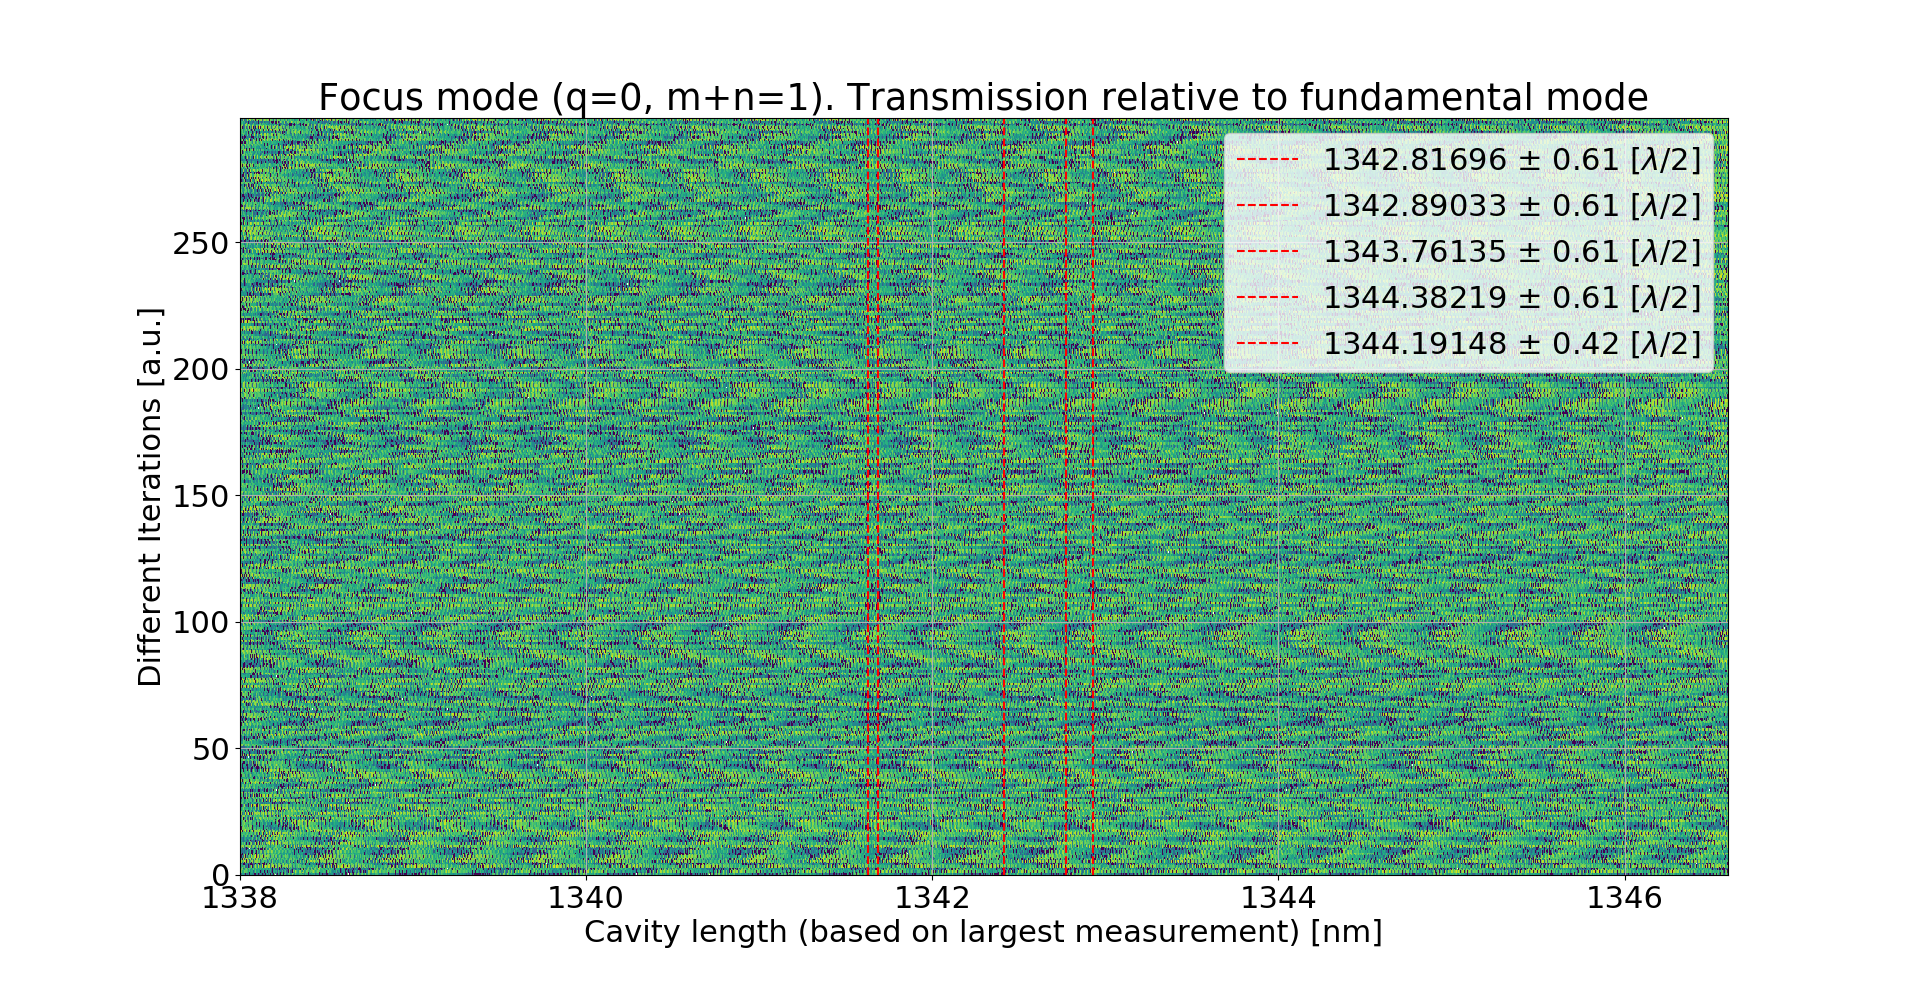 Focus mode (q=0, m+n=1). Transmission relative to fundamental mode
1342.81696 ± 0.61 [λ/2]
1342.89033 ± 0.61 [λ/2]
1343.76135 ± 0.61 [λ/2]
1344.38219 ± 0.61 [λ/2]
1344.19148 ± 0.42 [λ/2]
Different Iterations [a.u.]
250
200
150
100
50
0
1338 1340 1342 1344 1346
Cavity length (based on largest measurement) [nm]